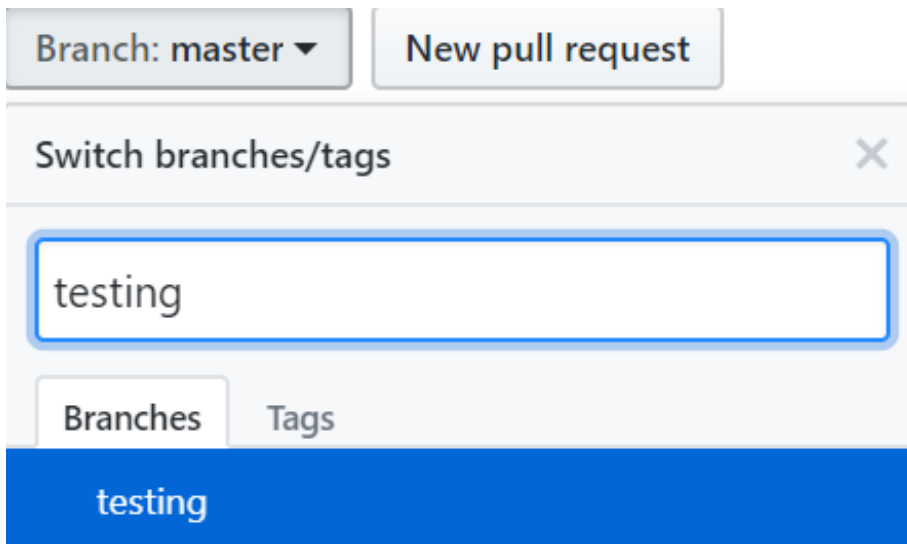 Branch: master New pull request
Switch branches/tags
testing
Branches Tags
testing